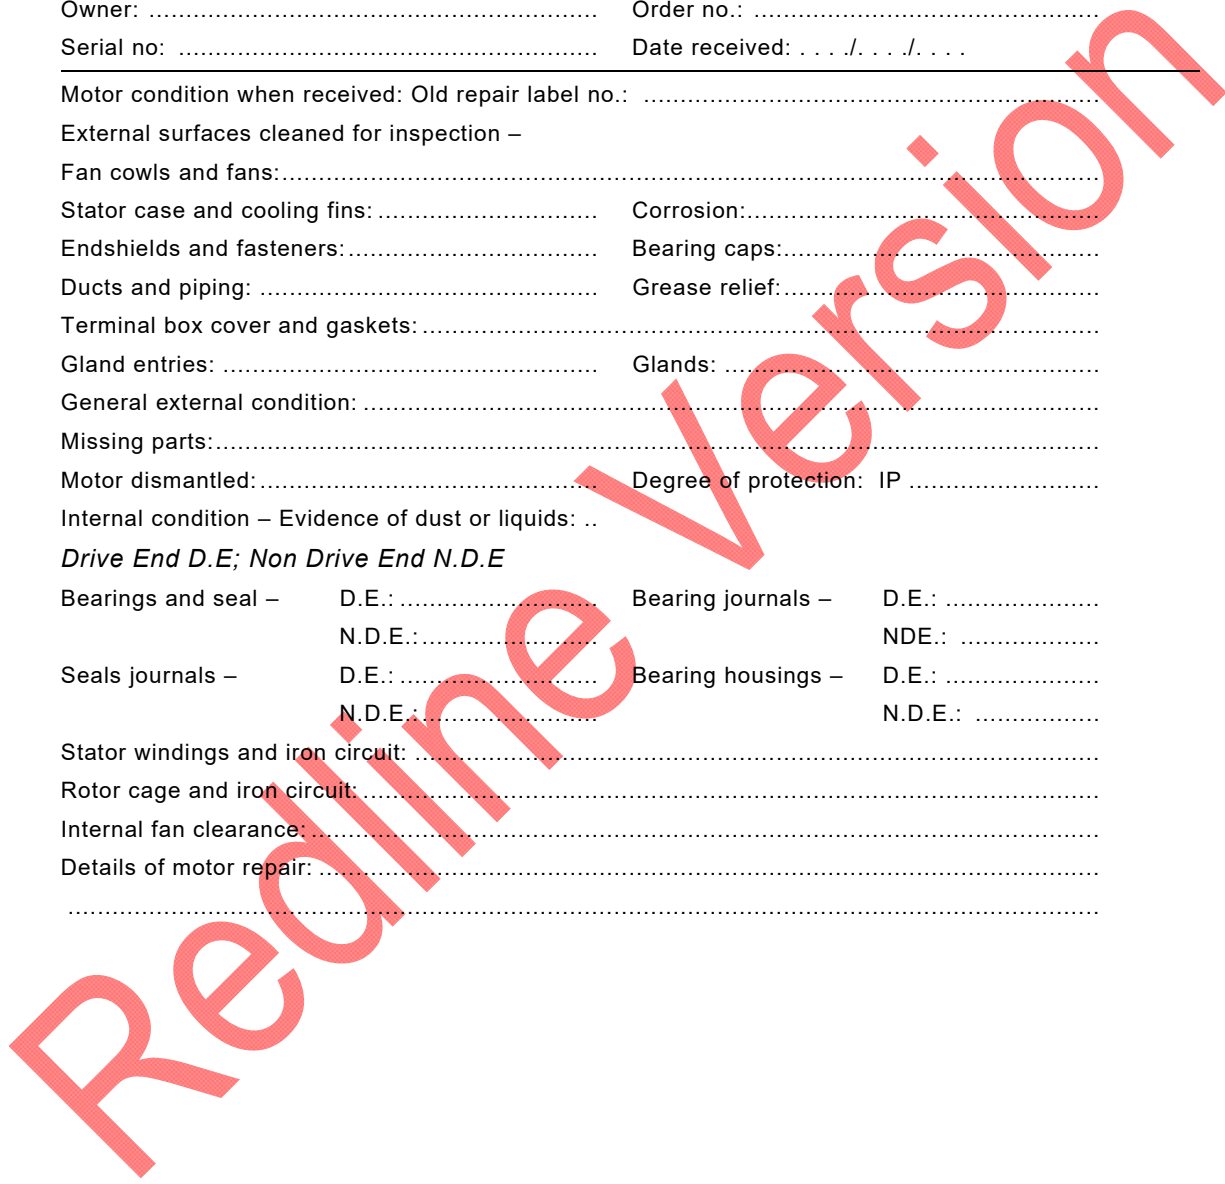 Owner: ............................................................. Order no.: ...............................................
Serial no: ......................................................... Date received: . . . ./. . . ./. . . .
Motor condition when received: Old repair label no.: ..............................................................
External surfaces cleaned for inspection –
Fan cowls and fans:...............................................................................................................
Stator case and cooling fins: .............................. Corrosion:................................................
Endshields and fasteners:.................................. Bearing caps:...........................................
Ducts and piping: .............................................. Grease relief:...........................................
Terminal box cover and gaskets:............................................................................................
Gland entries: ................................................... Glands: ...................................................
General external condition: ....................................................................................................
Missing parts:........................................................................................................................
Motor dismantled:.............................................. Degree of protection: IP ..........................
Internal condition – Evidence of dust or liquids: ..
Drive End D.E; Non Drive End N.D.E
Bearings and seal – D.E.: ........................... Bearing journals – D.E.: .....................
N.D.E.:........................ NDE.: ...................
Seals journals – D.E.: ........................... Bearing housings – D.E.: .....................
N.D.E.:........................ N.D.E.: .................
Stator windings and iron circuit: .............................................................................................
Rotor cage and iron circuit:....................................................................................................
Internal fan clearance:...........................................................................................................
Details of motor repair: ..........................................................................................................
............................................................................................................................................
Redline Version